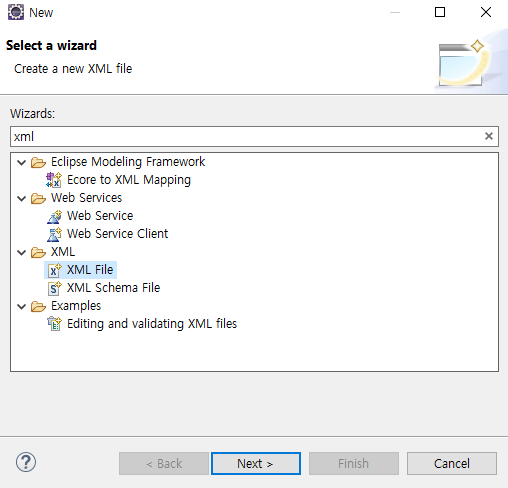 New
Select a wizard
Create a new XML file
Wizards:
xml
Eclipse Modeling Framework
Ecore to XML Mapping
Web Services
Web Service
Web Service Client
XML
XML File
XML Schema File
Examples
Editing and validating XML files
< Back
Next >
Finish
Cancel